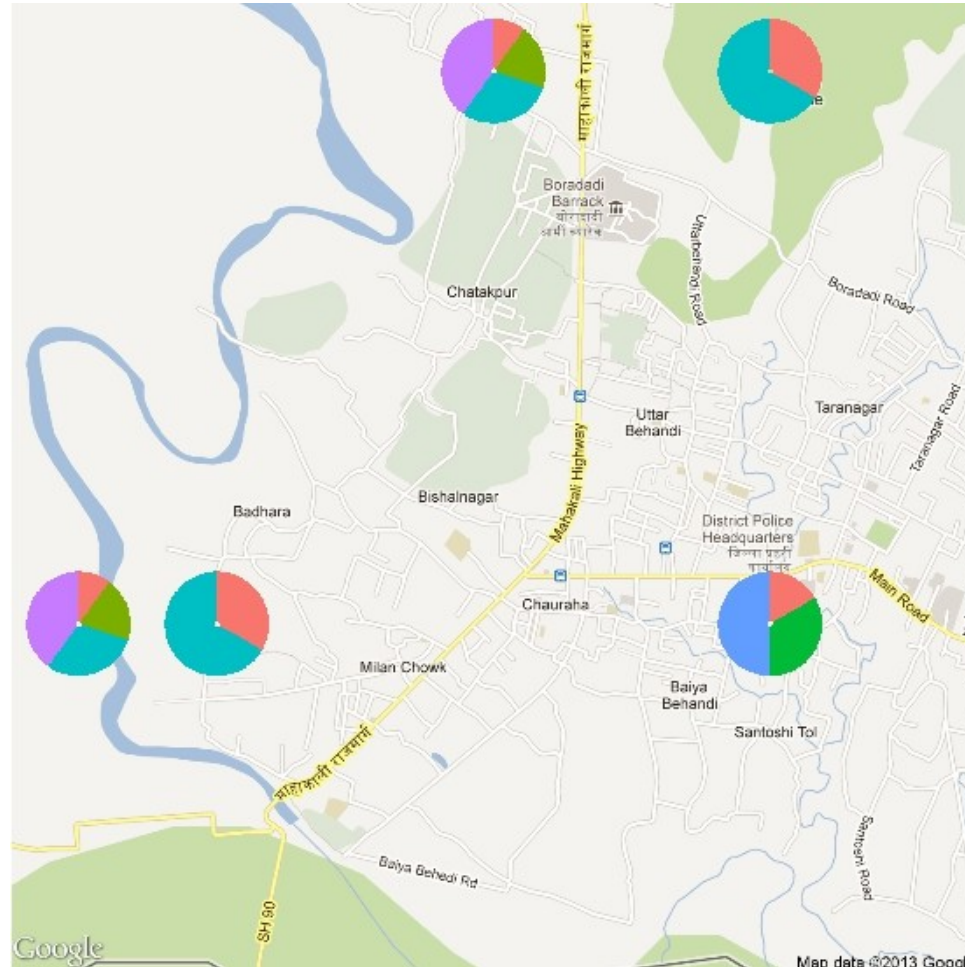 Boradadi
Barrack
Uttarbehandi Road
Chatakpur
Boradadi Road
Uttar
Behandi
Taranagar
Taranagar Road
Mahakali Highway
Bishalnagar
Badhara
District Police
Headquarters
जिल्ला प्रहरी
Main Road
Chauraha
Milan Chowk
Baiya
Behandi
Santoshi Tol
Santoshi Road
Baiya Behedi Rd
SH 90
Google
Map data ©2013 Googl